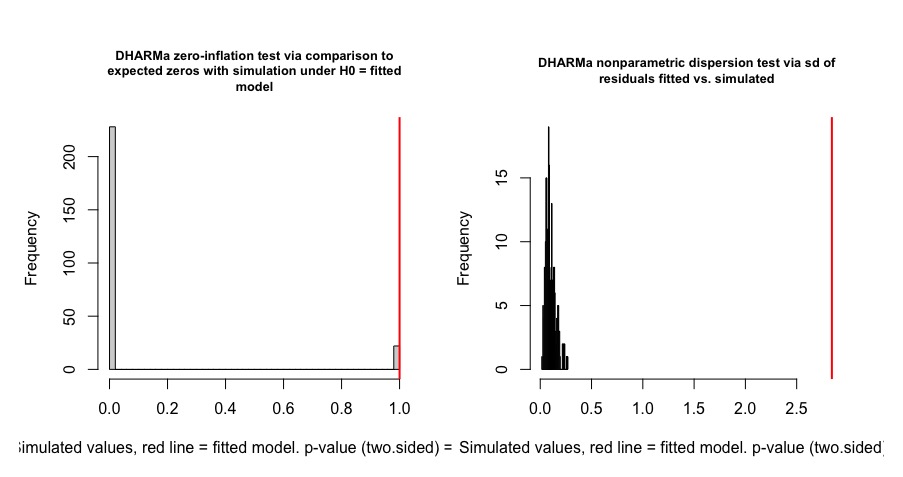 DHARMa zero-inflation test via comparison to
expected zeros with simulation under H0 = fitted
model
Frequency
200
150
100
50
0
0.0 0.2 0.4 0.6 0.8 1.0
Simulated values, red line = fitted model. p-value (two.sided) =
DHARMa nonparametric dispersion test via sd of
residuals fitted vs. simulated
Frequency
15
10
5
0
0.0 0.5 1.0 1.5 2.0 2.5
Simulated values, red line = fitted model. p-value (two.sided)